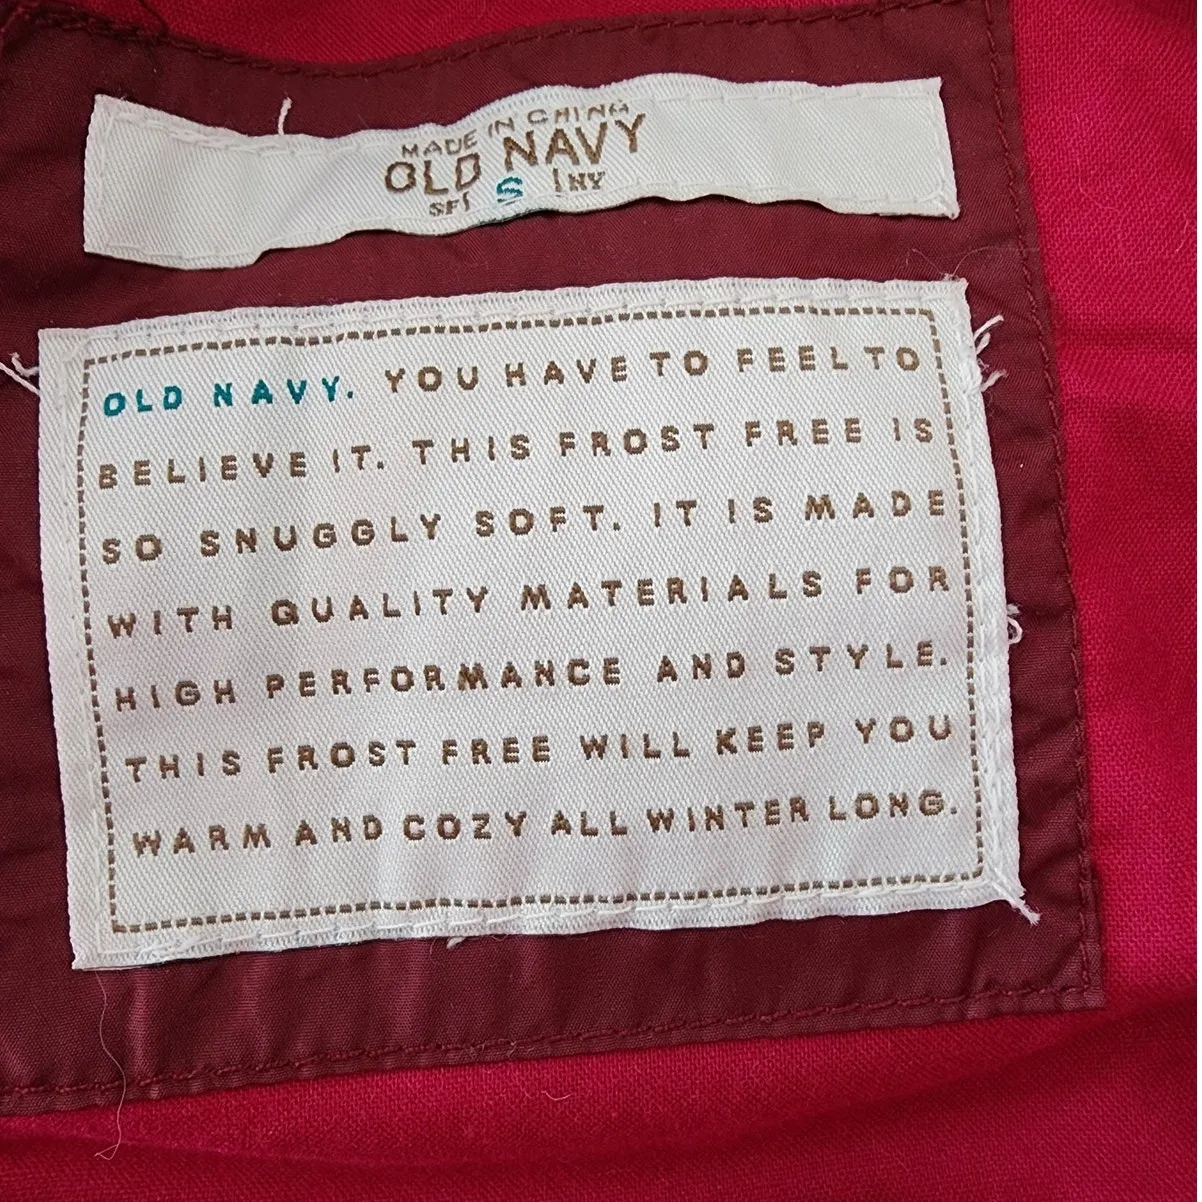 MADE IN CHINA
OLD NAVY
SF S NY
OLD NAVY. YOU HAVE TO FEEL TO
BELIEVE IT. THIS FROST FREE IS
SO SNUGGLY SOFT. IT IS MADE
WITH QUALITY MATERIALS FOR
HIGH PERFORMANCE AND STYLE.
THIS FROST FREE WILL KEEP YOU
WARM AND COZY ALL WINTER LONG.